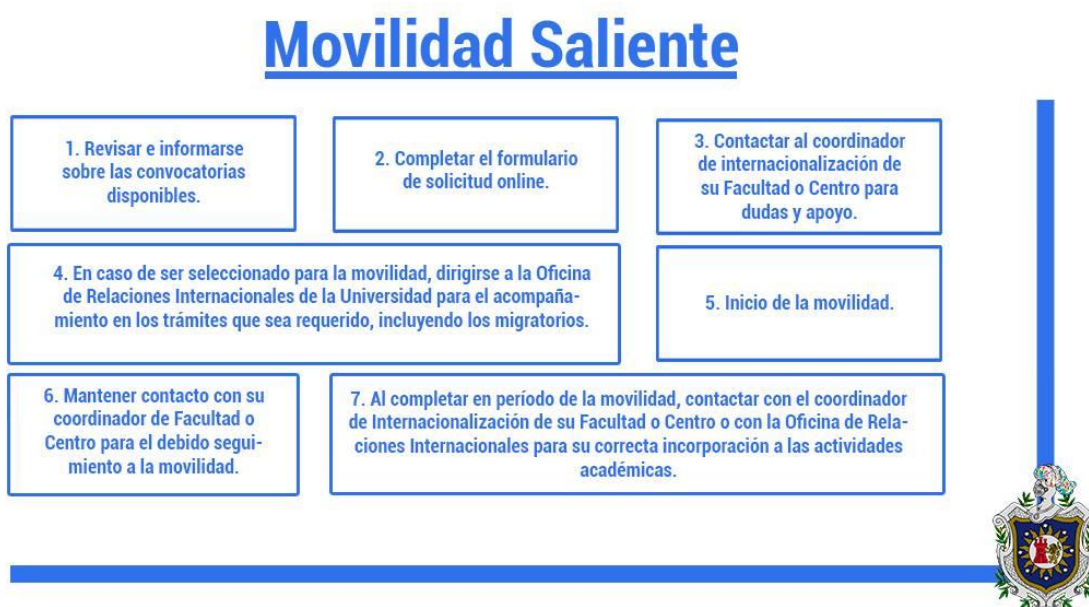 Movilidad Saliente
1. Revisar e informarse
sobre las convocatorias
disponibles.
2. Completar el formulario
de solicitud online.
3. Contactar al coordinador
de internacionalización de
su Facultad o Centro para
dudas y apoyo.
4. En caso de ser seleccionado para la movilidad, dirigirse a la Oficina
de Relaciones Internacionales de la Universidad para el acompaña-
miento en los trámites que sea requerido, incluyendo los migratorios.
5. Inicio de la movilidad.
6. Mantener contacto con su
coordinador de Facultad o
Centro para el debido segui-
miento a la movilidad.
7. Al completar en período de la movilidad, contactar con el coordinador
de Internacionalización de su Facultad o Centro o con la Oficina de Rela-
ciones Internacionales para su correcta incorporación a las actividades
académicas.